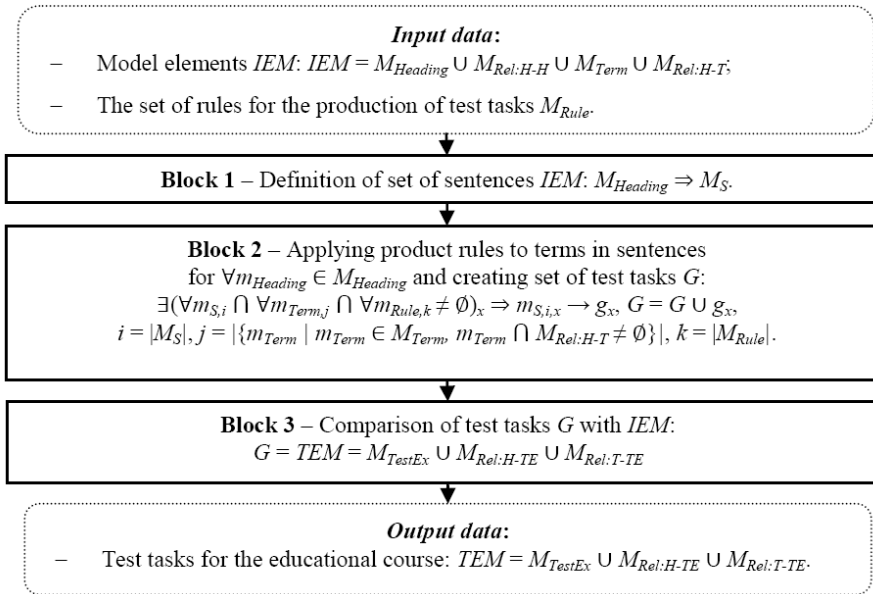 Input data:
– Model elements IEM: IEM = M_Heading ∪ M_Rel:H-H ∪ M_Term ∪ M_Rel:H-T;
– The set of rules for the production of test tasks M_Rule.
Block 1 – Definition of set of sentences IEM: M_Heading ⇒ M_S.
Block 2 – Applying product rules to terms in sentences
for ∀m_Heading ∈ M_Heading and creating set of test tasks G:
∃(∀m_S,i ⋂ ∀m_Term,j ⋂ ∀m_Rule,k ≠ ∅)_x ⇒ m_S,i,x → g_x, G = G ∪ g_x,
i = |M_S|, j = |{m_Term | m_Term ∈ M_Term, m_Term ⋂ M_Rel:H-T ≠ ∅}|, k = |M_Rule|.
Block 3 – Comparison of test tasks G with IEM:
G = TEM = M_TestEx ∪ M_Rel:H-TE ∪ M_Rel:T-TE
Output data:
– Test tasks for the educational course: TEM = M_TestEx ∪ M_Rel:H-TE ∪ M_Rel:T-TE.